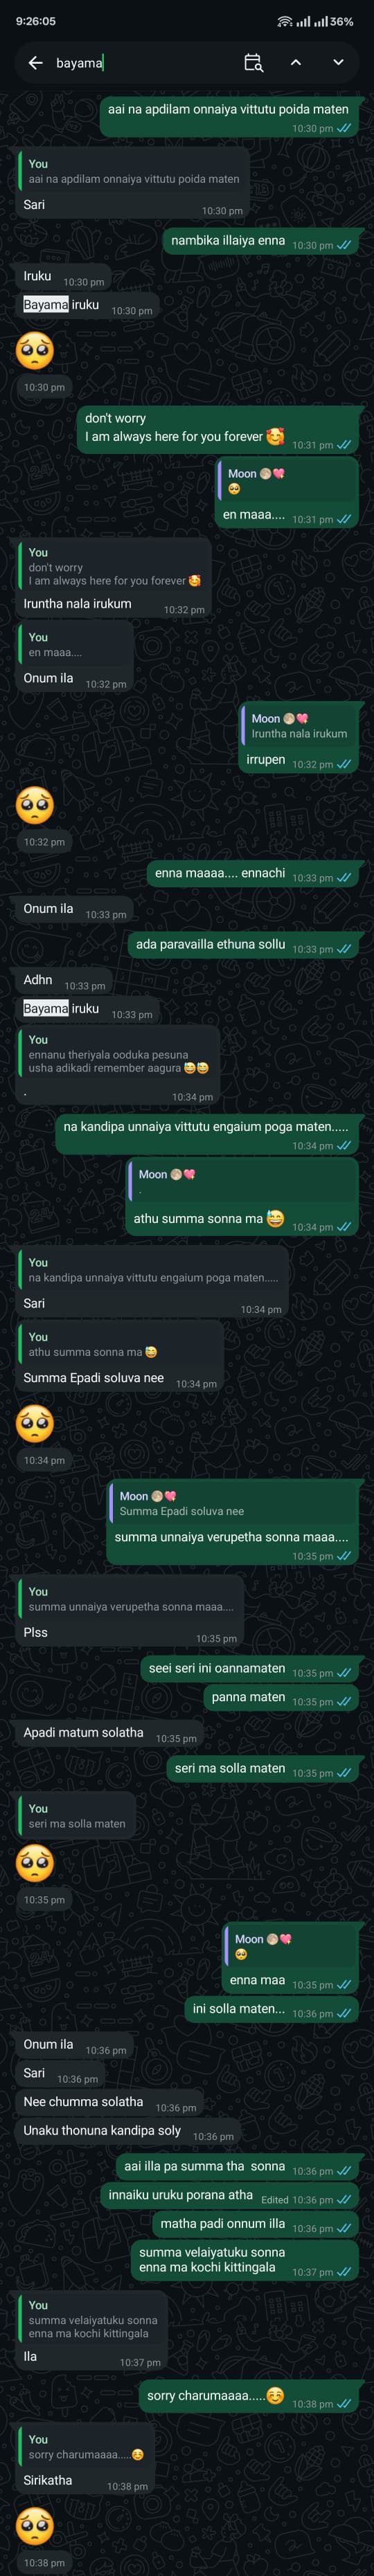 9:26:05
36%
bayama
aai na apdilam onnaiya vittutu poida maten
10:30 pm
You
aai na apdilam onnaiya vittutu poida maten
Sari
10:30 pm
nambika illaiya enna 10:30 pm
Iruku 10:30 pm
Bayama iruku 10:30 pm
🥺
10:30 pm
don't worry
I am always here for you forever 🥰 10:31 pm
Moon 🌕💘
🥺
en maaa.... 10:31 pm
You
don't worry
I am always here for you forever 🥰
Iruntha nala irukum 10:32 pm
You
en maaa....
Onum ila 10:32 pm
Moon 🌕💘
Iruntha nala irukum
irrupen 10:32 pm
🥺
10:32 pm
enna maaaa.... ennachi 10:33 pm
Onum ila 10:33 pm
ada paravailla ethuna sollu 10:33 pm
Adhn 10:33 pm
Bayama iruku 10:33 pm
You
ennanu theriyala ooduka pesuna
usha adikadi remember aagura 😅😅
.
10:34 pm
na kandipa unnaiya vittutu engaium poga maten.....
10:34 pm
Moon 🌕💘
.
athu summa sonna ma 😅 10:34 pm
You
na kandipa unnaiya vittutu engaium poga maten.....
Sari
10:34 pm
You
athu summa sonna ma 😅
Summa Epadi soluva nee 10:34 pm
🥺
10:34 pm
Moon 🌕💘
Summa Epadi soluva nee
summa unnaiya verupetha sonna maaa....
10:35 pm
You
summa unnaiya verupetha sonna maaa....
Plss
10:35 pm
seei seri ini oannamaten 10:35 pm
panna maten 10:35 pm
Apadi matum solatha 10:35 pm
seri ma solla maten 10:35 pm
You
seri ma solla maten
🥺
10:35 pm
Moon 🌕💘
🥺
enna maa 10:35 pm
ini solla maten... 10:36 pm
Onum ila 10:36 pm
Sari 10:36 pm
Nee chumma solatha 10:36 pm
Unaku thonuna kandipa soly 10:36 pm
aai illa pa summa tha sonna 10:36 pm
innaiku uruku porana atha Edited 10:36 pm
matha padi onnum illa 10:36 pm
summa velaiyatuku sonna
enna ma kochi kittingala 10:37 pm
You
summa velaiyatuku sonna
enna ma kochi kittingala
Ila
10:37 pm
sorry charumaaaa.....☺️ 10:38 pm
You
sorry charumaaaa.....☺️
Sirikatha 10:38 pm
🥺
10:38 pm